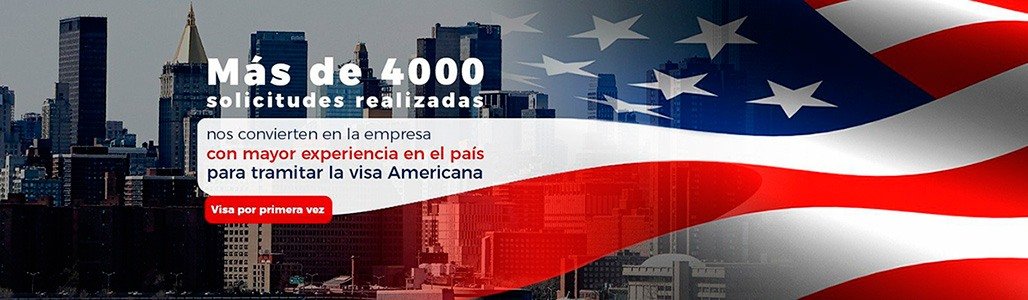 Más de 4000
solicitudes realizadas
nos convierten en la empresa
con mayor experiencia en el país
para tramitar la visa Americana
Visa por primera vez